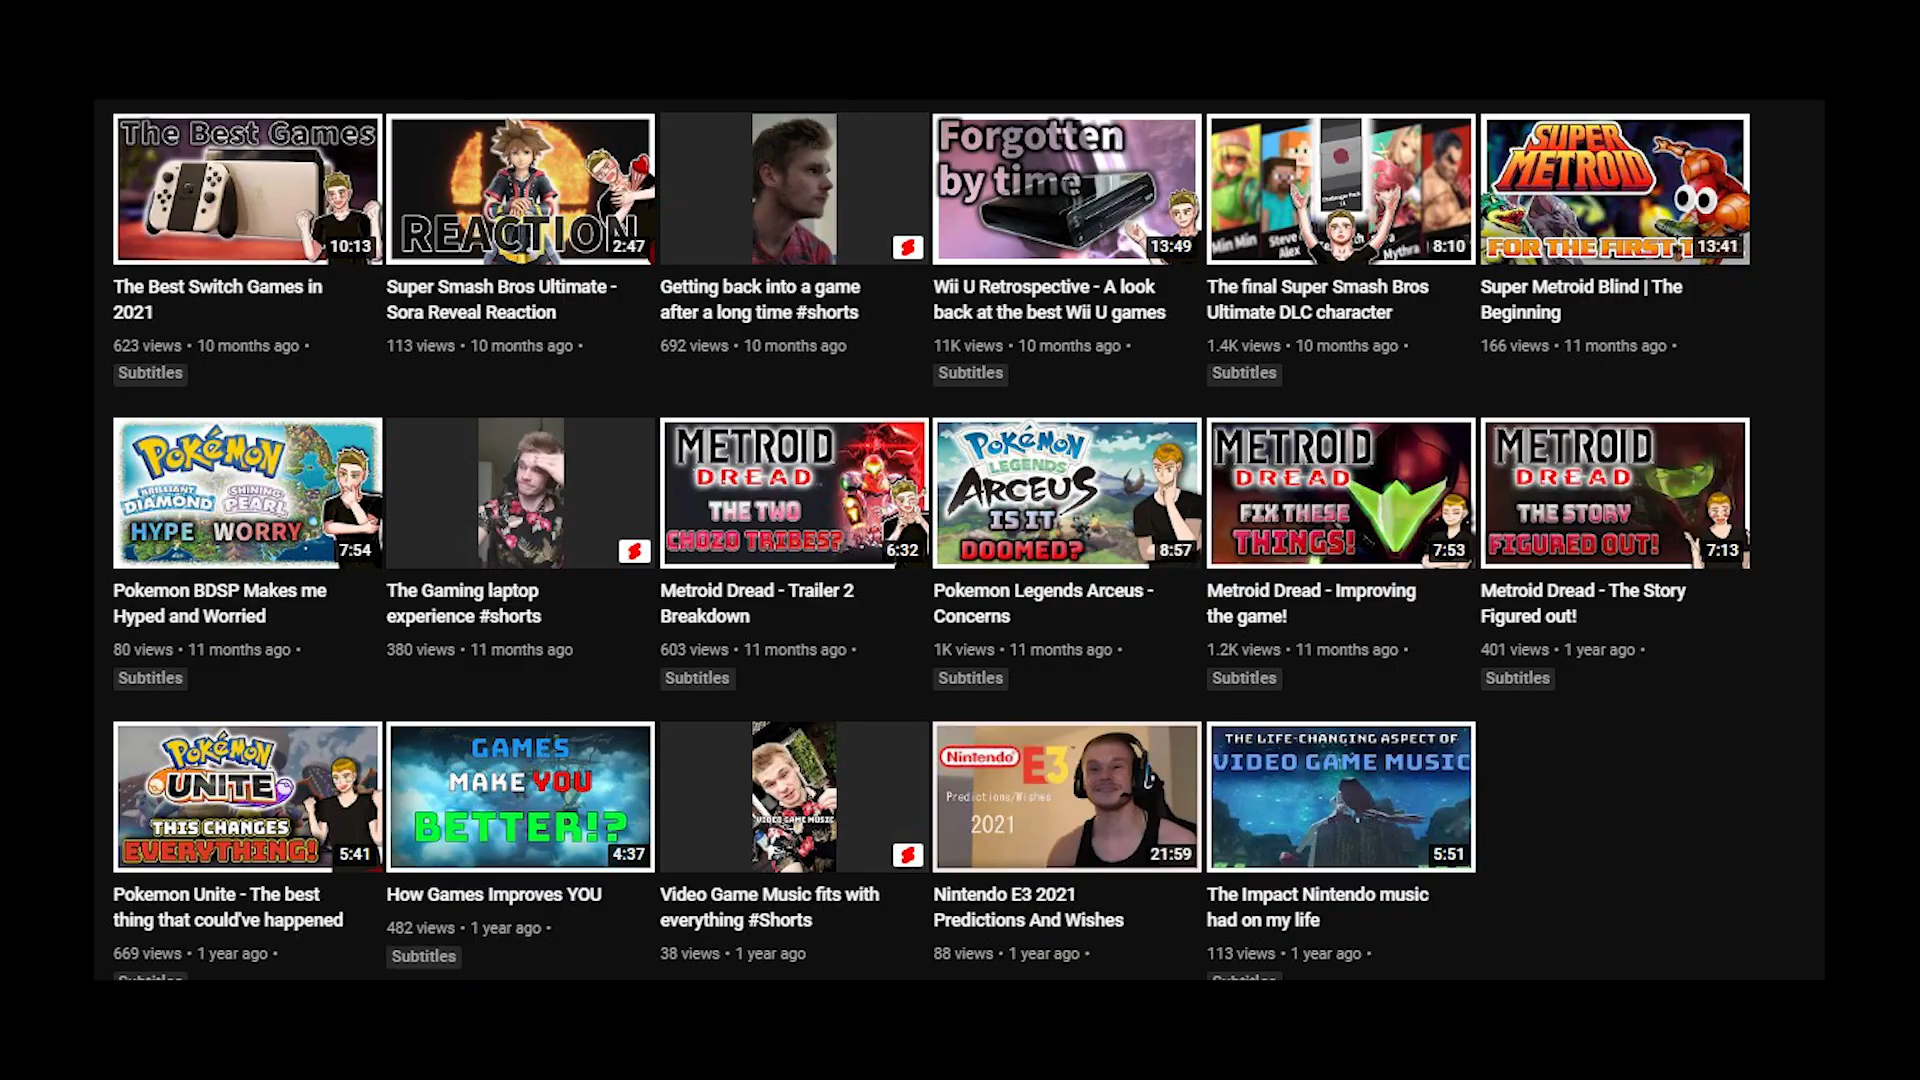 The Best Games
10:13
REACTION
2:47
Forgotten
by time
13:49
Min Min
Steve
Alex
Mythra
Challenger Pack
8:10
SUPER
METROID
FOR THE FIRST T
13:41
The Best Switch Games in
2021
623 views • 10 months ago •
Subtitles
Super Smash Bros Ultimate -
Sora Reveal Reaction
113 views • 10 months ago •
Getting back into a game
after a long time #shorts
692 views • 10 months ago
Wii U Retrospective - A look
back at the best Wii U games
11K views • 10 months ago •
Subtitles
The final Super Smash Bros
Ultimate DLC character
1.4K views • 10 months ago •
Subtitles
Super Metroid Blind | The
Beginning
166 views • 11 months ago •
POKéMON
BRILLIANT
DIAMOND
SHINING
PEARL
HYPE WORRY
7:54
METROID
DREAD
THE TWO
CHOZO TRIBES?
6:32
POKéMON
LEGENDS
ARCEUS
IS IT
DOOMED?
8:57
METROID
DREAD
FIX THESE
THINGS!
7:53
METROID
DREAD
THE STORY
FIGURED OUT!
7:13
Pokemon BDSP Makes me
Hyped and Worried
80 views • 11 months ago •
Subtitles
The Gaming laptop
experience #shorts
380 views • 11 months ago
Metroid Dread - Trailer 2
Breakdown
603 views • 11 months ago •
Subtitles
Pokemon Legends Arceus -
Concerns
1K views • 11 months ago •
Subtitles
Metroid Dread - Improving
the game!
1.2K views • 11 months ago •
Subtitles
Metroid Dread - The Story
Figured out!
401 views • 1 year ago •
Subtitles
POKéMON
UNITE
THIS CHANGES
EVERYTHING!
5:41
GAMES
MAKE YOU
BETTER!?
4:37
VIDEO GAME MUSIC
Nintendo E3
Predictions/Wishes
2021
21:59
THE LIFE-CHANGING ASPECT OF
VIDEO GAME MUSIC
5:51
Pokemon Unite - The best
thing that could've happened
669 views • 1 year ago •
Subtitles
How Games Improves YOU
482 views • 1 year ago •
Subtitles
Video Game Music fits with
everything #Shorts
38 views • 1 year ago
Nintendo E3 2021
Predictions And Wishes
88 views • 1 year ago •
The Impact Nintendo music
had on my life
113 views • 1 year ago •
Subtitles